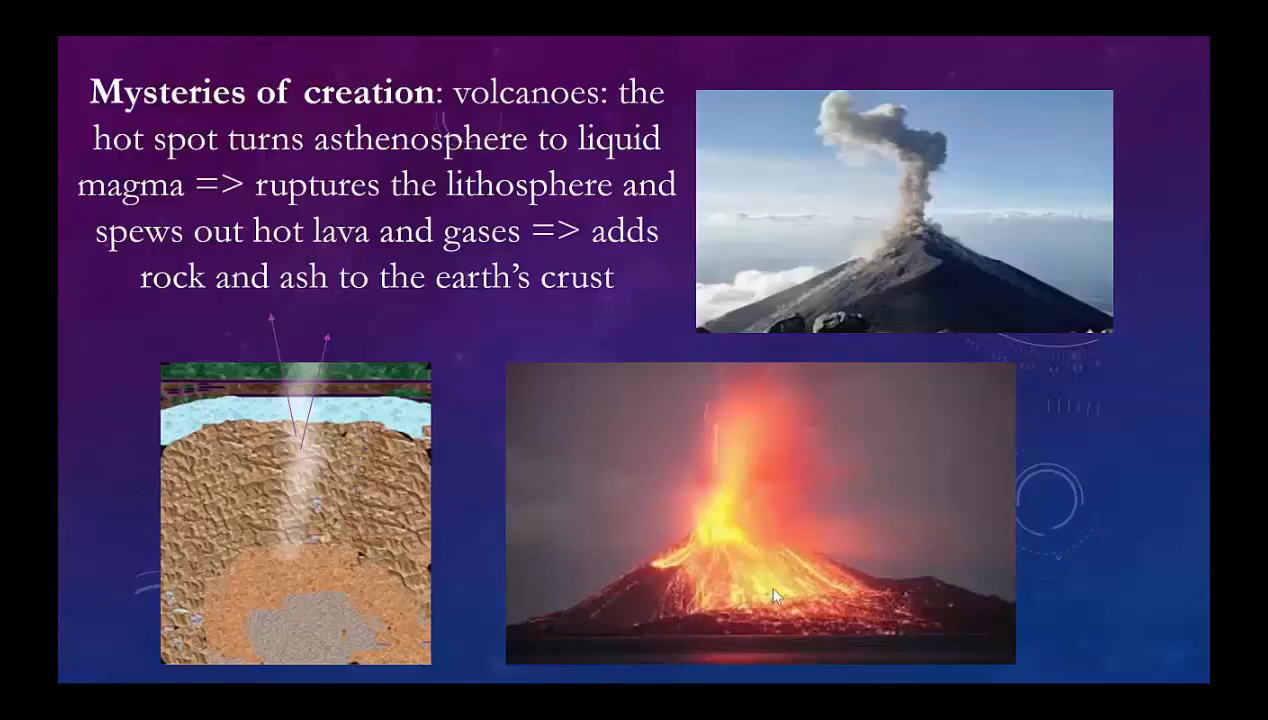 Mysteries of creation: volcanoes: the
hot spot turns asthenosphere to liquid
magma => ruptures the lithosphere and
spews out hot lava and gases => adds
rock and ash to the earth’s crust